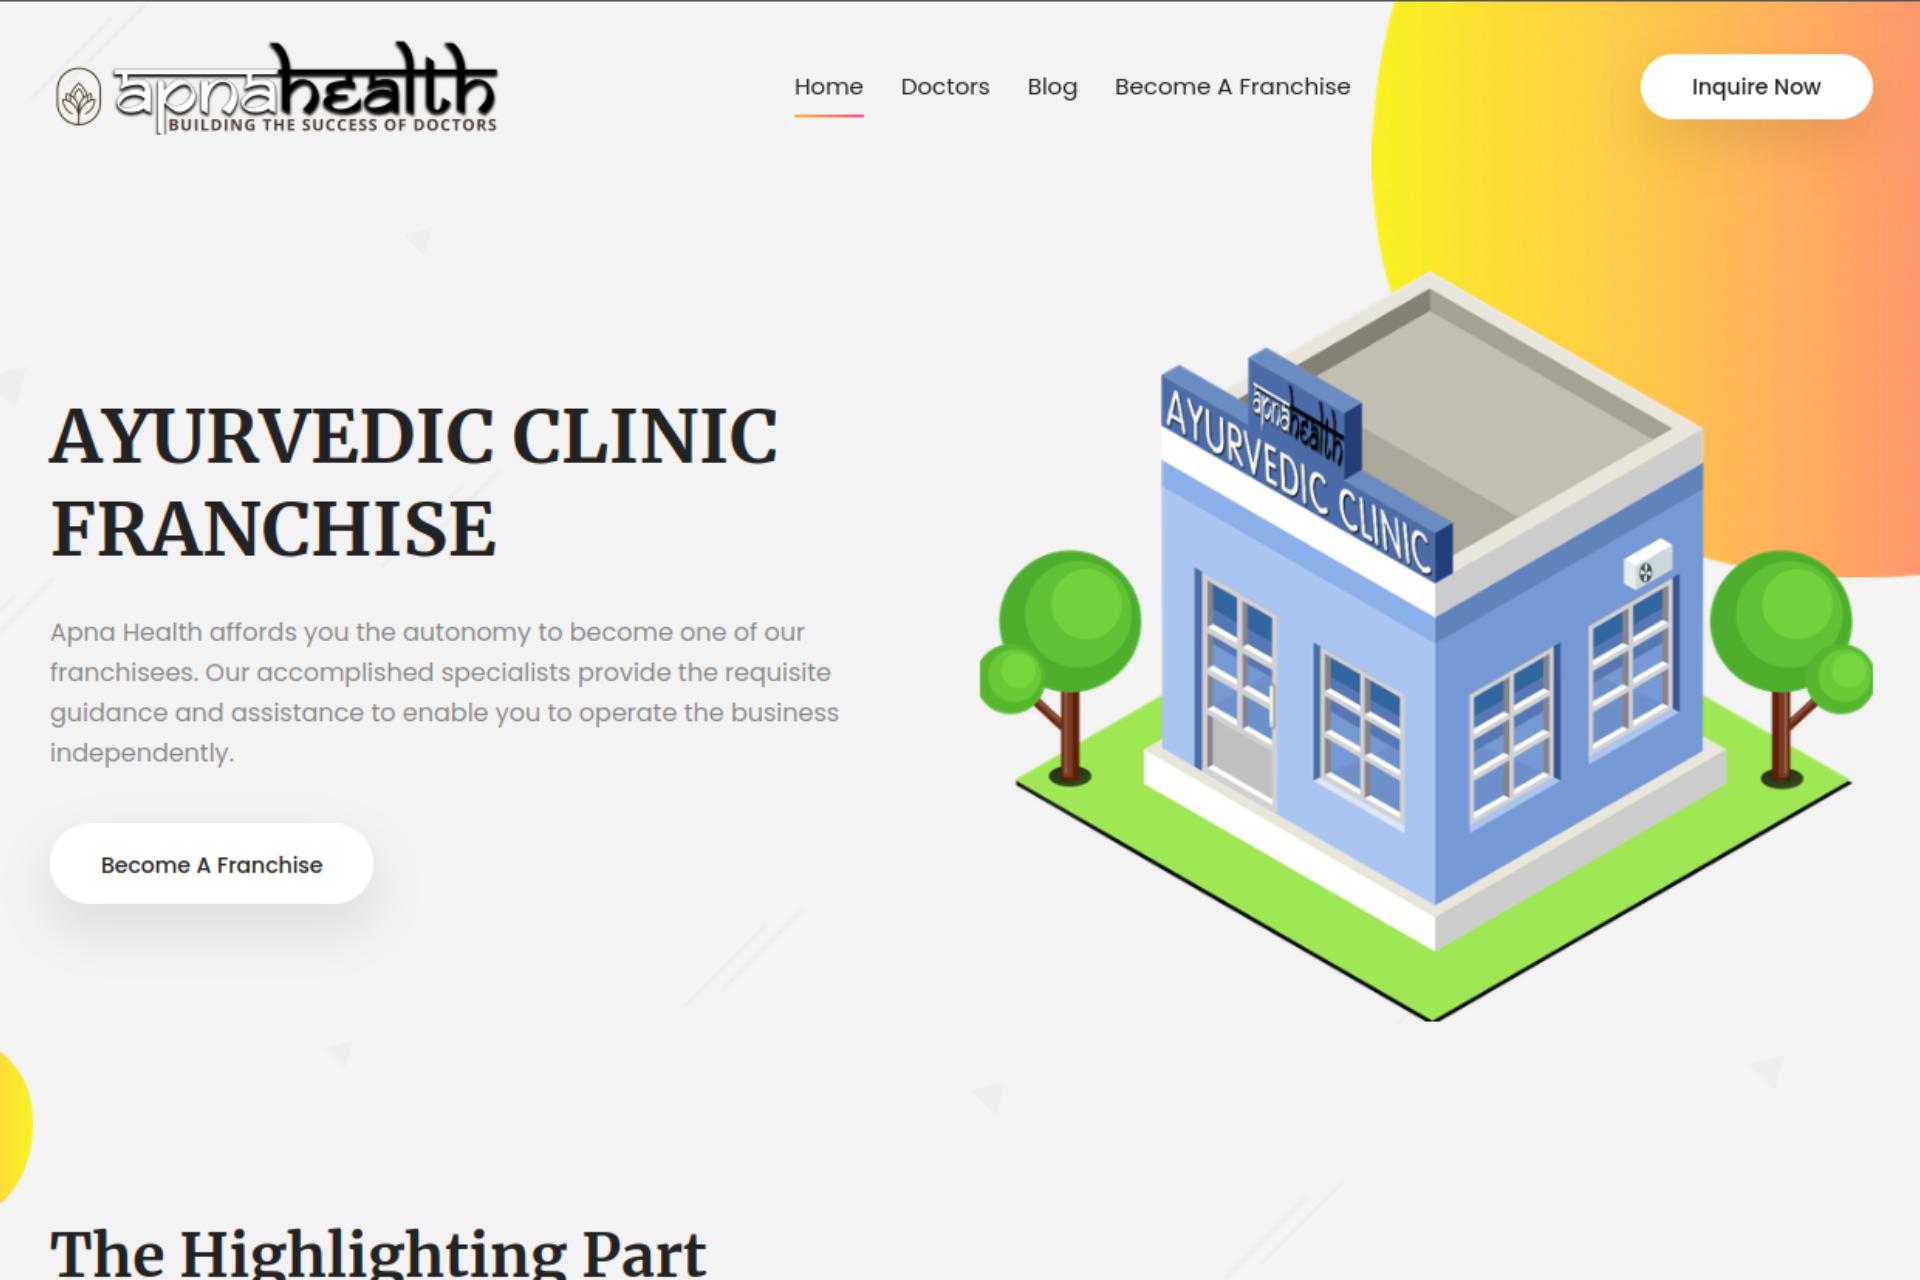 apnahealth
BUILDING THE SUCCESS OF DOCTORS
Home Doctors Blog Become A Franchise
Inquire Now
AYURVEDIC CLINIC
FRANCHISE
Apna Health affords you the autonomy to become one of our
franchisees. Our accomplished specialists provide the requisite
guidance and assistance to enable you to operate the business
independently.
Become A Franchise
apnahealth
AYURVEDIC CLINIC
The Highlighting Part